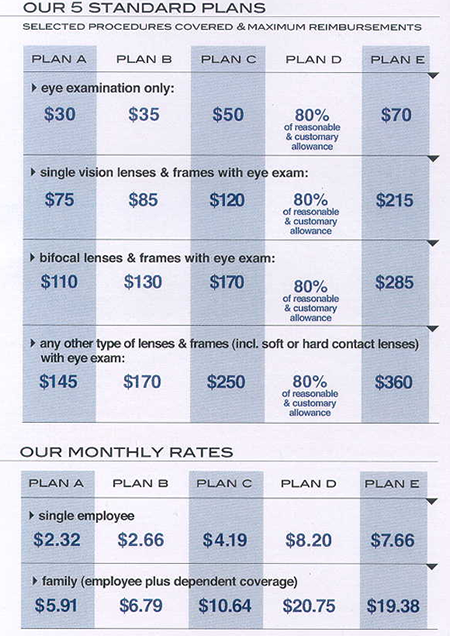 OUR 5 STANDARD PLANS
SELECTED PROCEDURES COVERED & MAXIMUM REIMBURSEMENTS
PLAN A PLAN B PLAN C PLAN D PLAN E
eye examination only:
$30 $35 $50 80% $70
of reasonable
& customary
allowance
single vision lenses & frames with eye exam:
$75 $85 $120 80% $215
of reasonable
& customary
allowance
bifocal lenses & frames with eye exam:
$110 $130 $170 80% $285
of reasonable
& customary
allowance
any other type of lenses & frames (incl. soft or hard contact lenses)
with eye exam:
$145 $170 $250 80% $360
of reasonable
& customary
allowance
OUR MONTHLY RATES
PLAN A PLAN B PLAN C PLAN D PLAN E
single employee
$2.32 $2.66 $4.19 $8.20 $7.66
family (employee plus dependent coverage)
$5.91 $6.79 $10.64 $20.75 $19.38